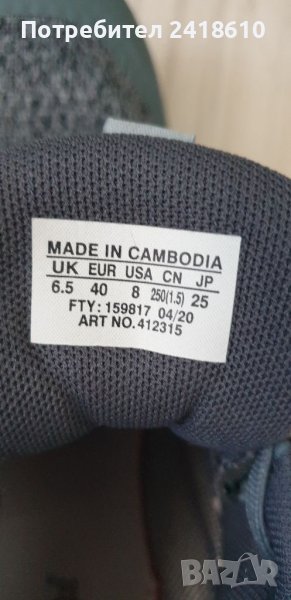 Потребител 2418610
MADE IN CAMBODIA
UK EUR USA CN JP
6.5 40 8 250(1.5) 25
FTY: 159817 04/20
ART NO.412315
BAZAR